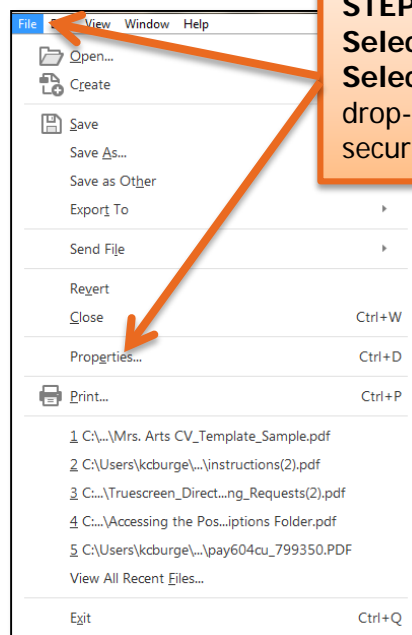 File View Window Help
STEP
Selec
Selec
drop-
secur
Open...
Create
Save
Save As...
Save as Other
Export To
Send File
Revert
Close Ctrl+W
Properties... Ctrl+D
Print... Ctrl+P
1 C:\...\Mrs. Arts CV_Template_Sample.pdf
2 C:\Users\kcburge\...\instructions(2).pdf
3 C:...\Truescreen_Direct...ng_Requests(2).pdf
4 C:...\Accessing the Pos...iptions Folder.pdf
5 C:\Users\kcburge\...\pay604cu_799350.PDF
View All Recent Files...
Exit Ctrl+Q